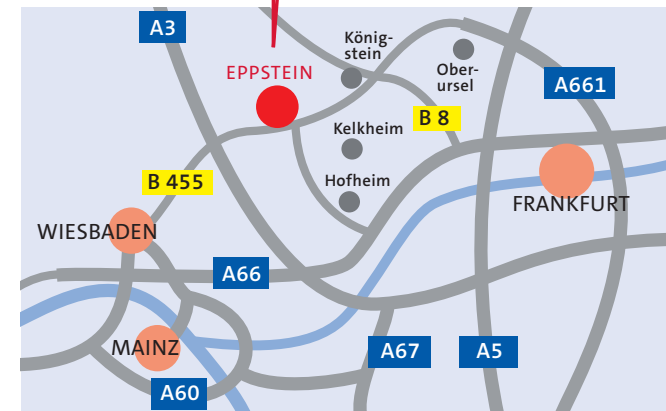 A3
König-
stein
Ober-
ursel
EPPSTEIN
A661
B 8
Kelkheim
B 455
Hofheim
FRANKFURT
WIESBADEN
A66
MAINZ
A67
A5
A60